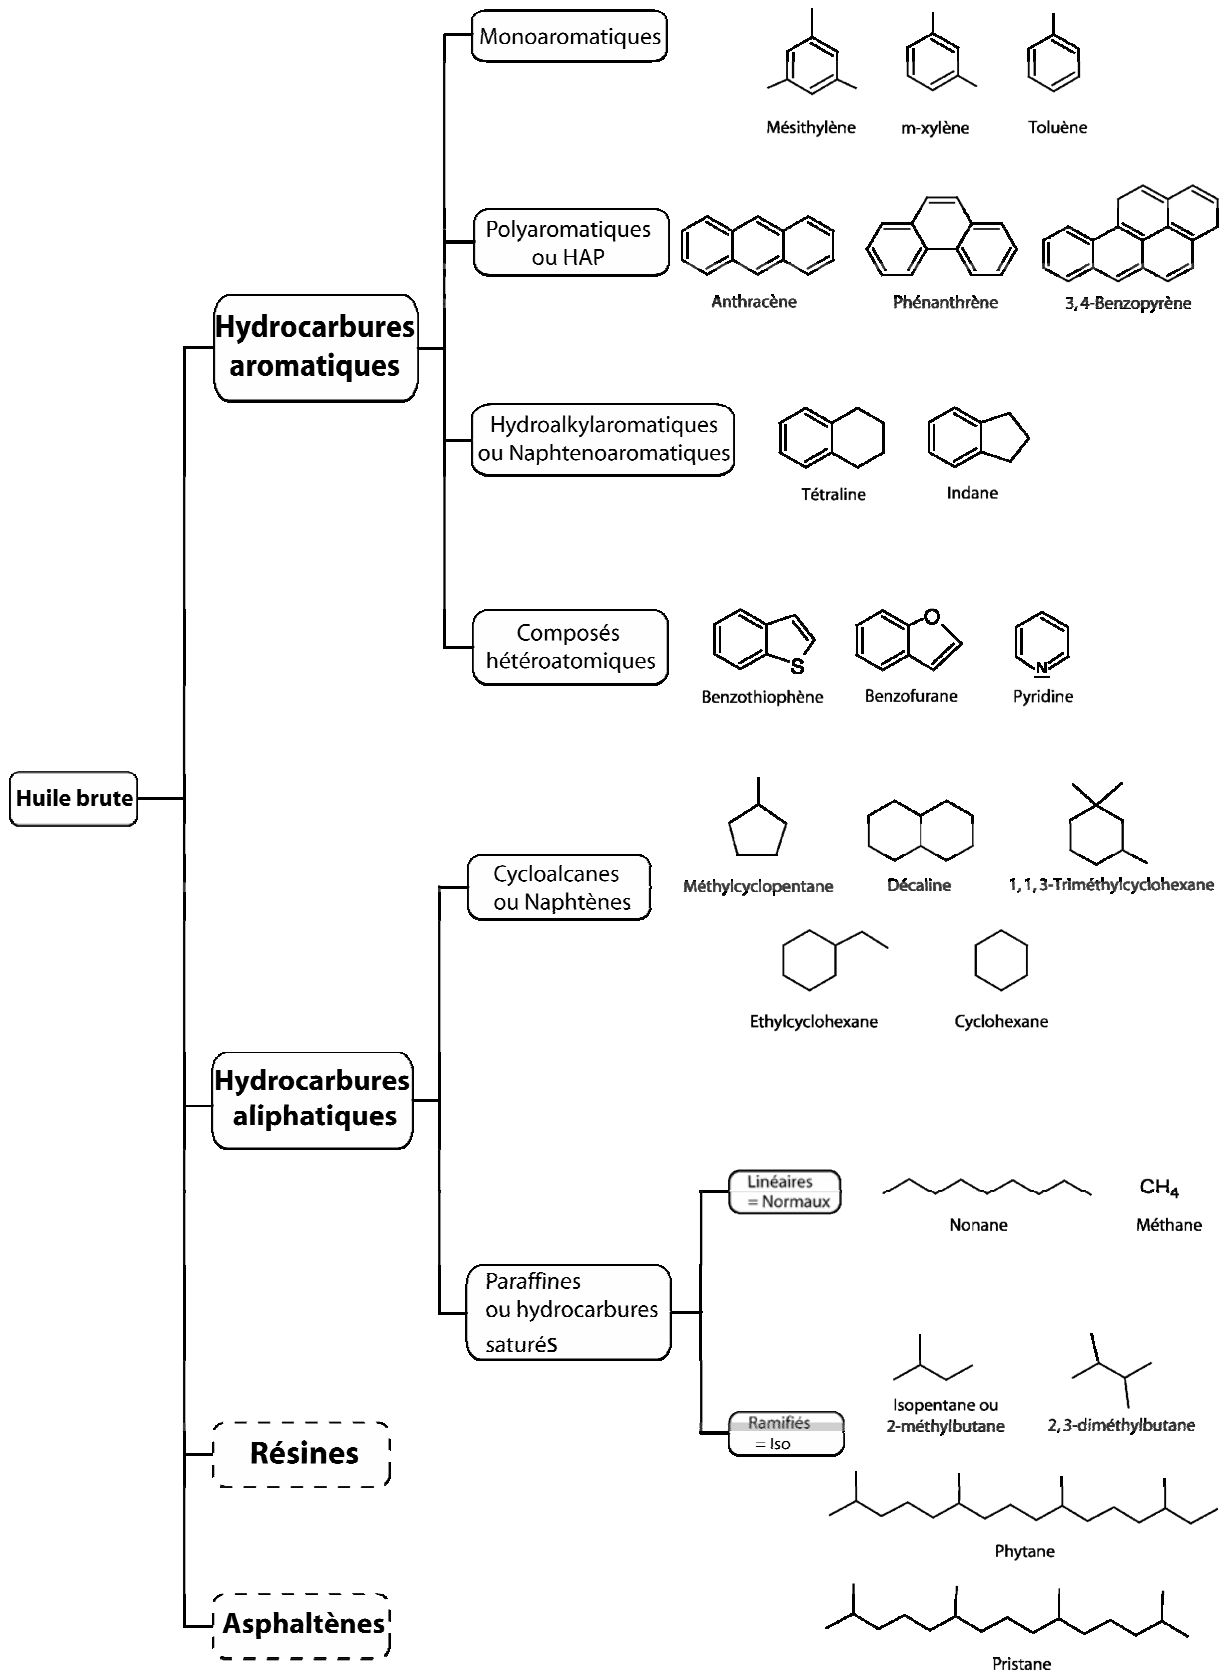 Monoaromatiques
Mésithylène
m-xylène
Toluène
Polyaromatiques
ou HAP
Anthracène
Phénanthrène
3,4-Benzopyrène
Hydrocarbures
aromatiques
Hydroalkylaromatiques
ou Naphtenoaromatiques
Tétraline
Indane
Composés
hétéroatomiques
S
O
N
Benzothiophène
Benzofurane
Pyridine
Huile brute
Cycloalcanes
ou Naphtènes
Méthylcyclopentane
Décaline
1,1,3-Triméthylcyclohexane
Ethylcyclohexane
Cyclohexane
Hydrocarbures
aliphatiques
Linéaires
= Normaux
CH4
Nonane
Méthane
Paraffines
ou hydrocarbures
saturés
Ramifiés
= Iso
Isopentane ou
2-méthylbutane
2,3-diméthylbutane
Résines
Phytane
Asphaltènes
Pristane